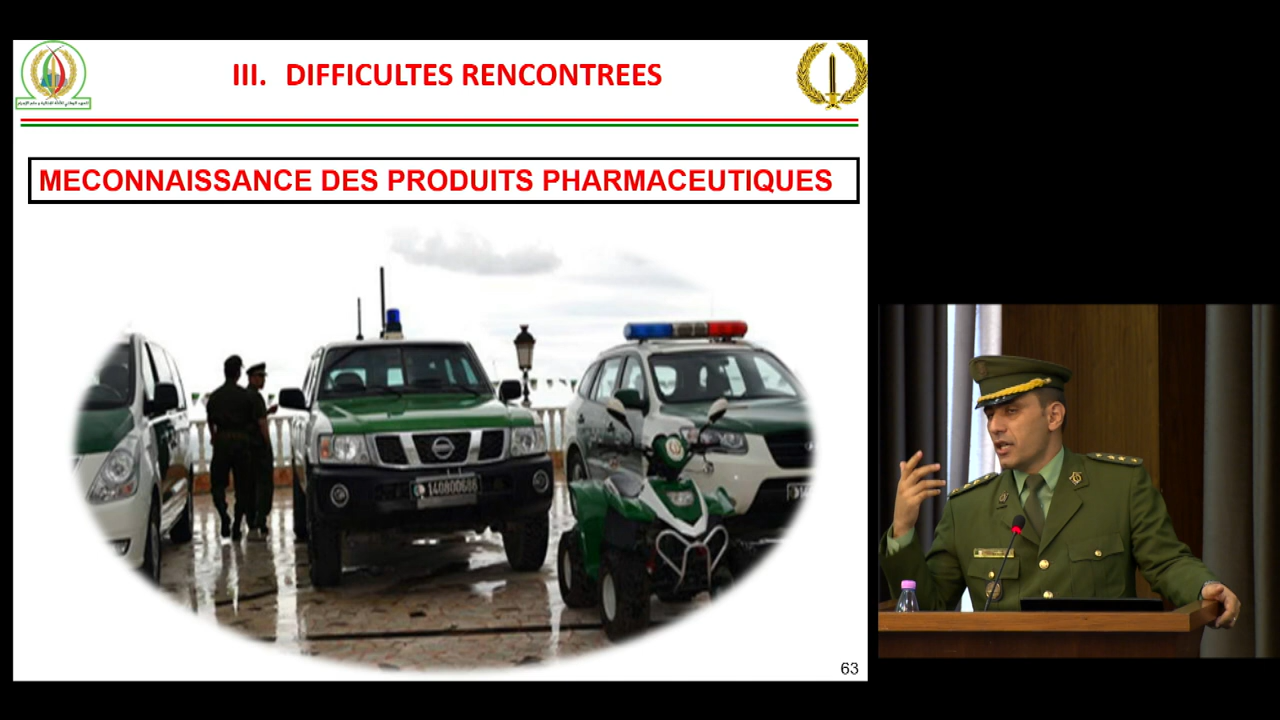 III. DIFFICULTES RENCONTREES
MECONNAISSANCE DES PRODUITS PHARMACEUTIQUES
63